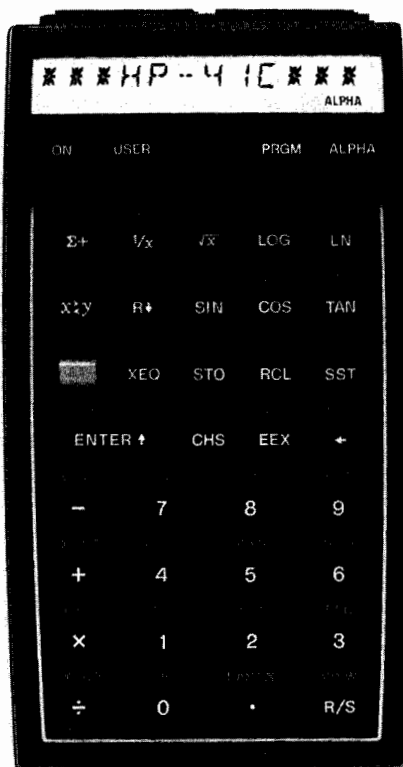 ***HP-41C***
ALPHA
ON USER PRGM ALPHA
Σ+ 1/x √x LOG LN
x≷y R↓ SIN COS TAN
XEQ STO RCL SST
ENTER↑ CHS EEX ←
− 7 8 9
+ 4 5 6
× 1 2 3
÷ 0 · R/S